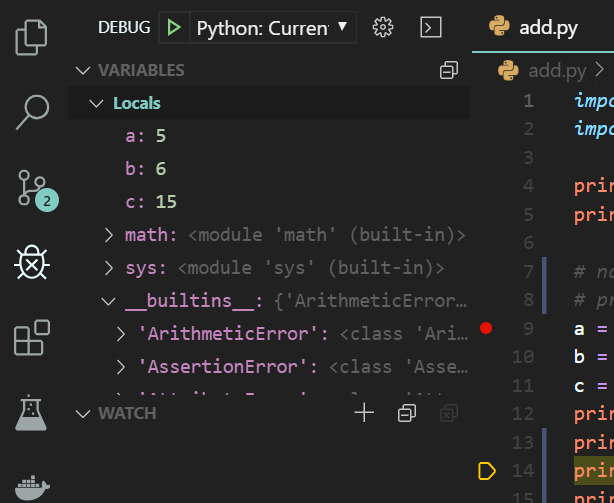 DEBUG Python: Current
VARIABLES
Locals
a: 5
b: 6
c: 15
math: <module 'math' (built-in)>
sys: <module 'sys' (built-in)>
__builtins__: {'ArithmeticError...
'ArithmeticError': <class 'Ari...
'AssertionError': <class 'Asse...
WATCH
2
add.py
add.py >
1 impo
2 impo
3
4 prin
5 prin
6
7 # no
8 # pr
9 a =
10 b =
11 c =
12 prin
13 prin
14 prin
15 prin